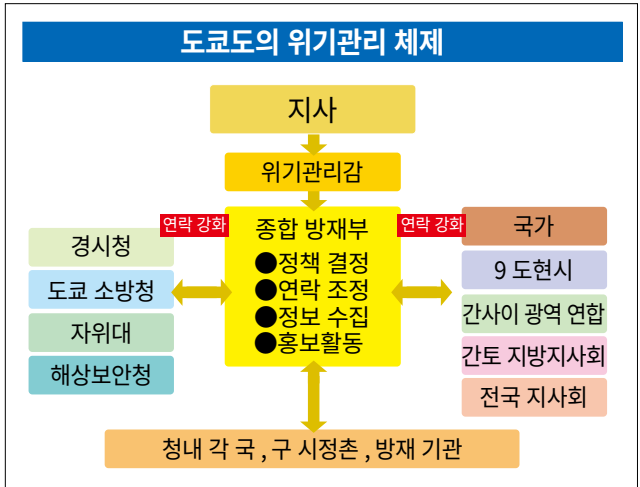 도쿄도의 위기관리 체제
지사
위기관리감
연락 강화
연락 강화
종합 방재부
●정책 결정
●연락 조정
●정보 수집
●홍보활동
경시청
도쿄 소방청
자위대
해상보안청
국가
9 도현시
간사이 광역 연합
간토 지방지사회
전국 지사회
청내 각 국 , 구 시정촌 , 방재 기관